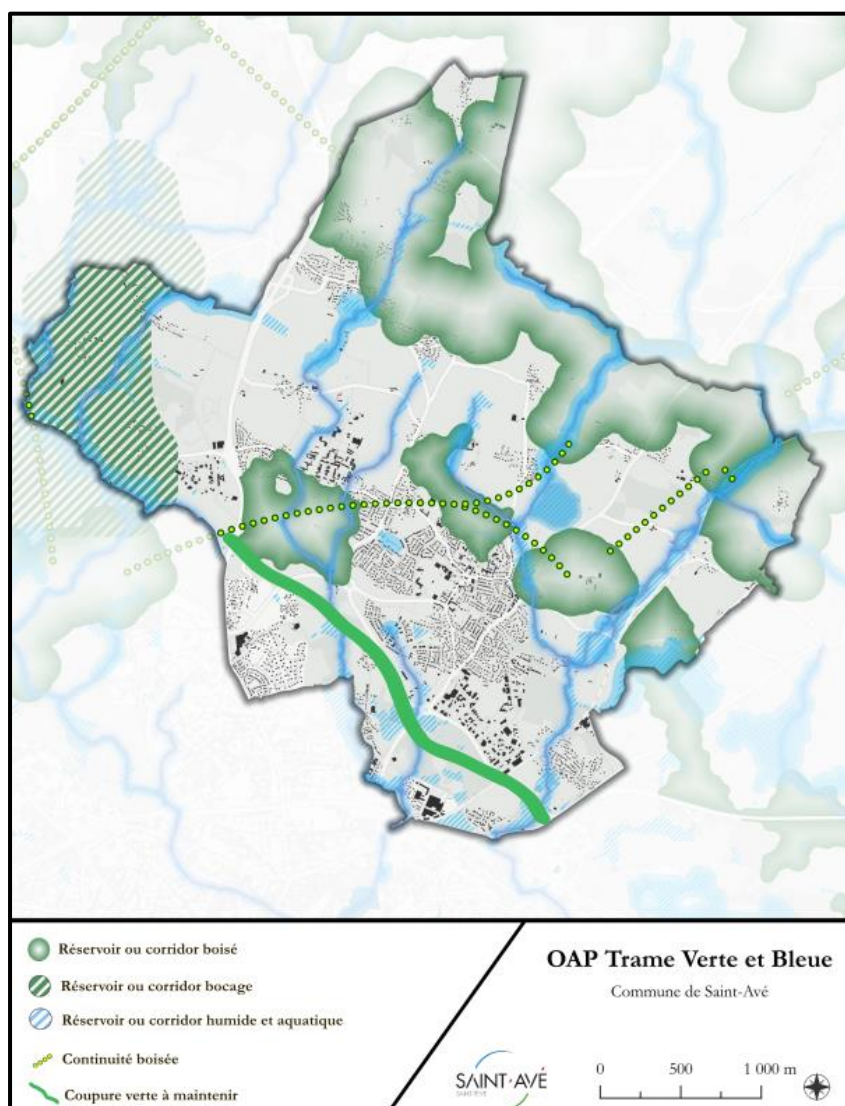 Réservoir ou corridor boisé
Réservoir ou corridor bocage
Réservoir ou corridor humide et aquatique
Continuité boisée
Coupure verte à maintenir
OAP Trame Verte et Bleue
Commune de Saint-Avé
SAINT·AVÉ
0 500 1 000 m